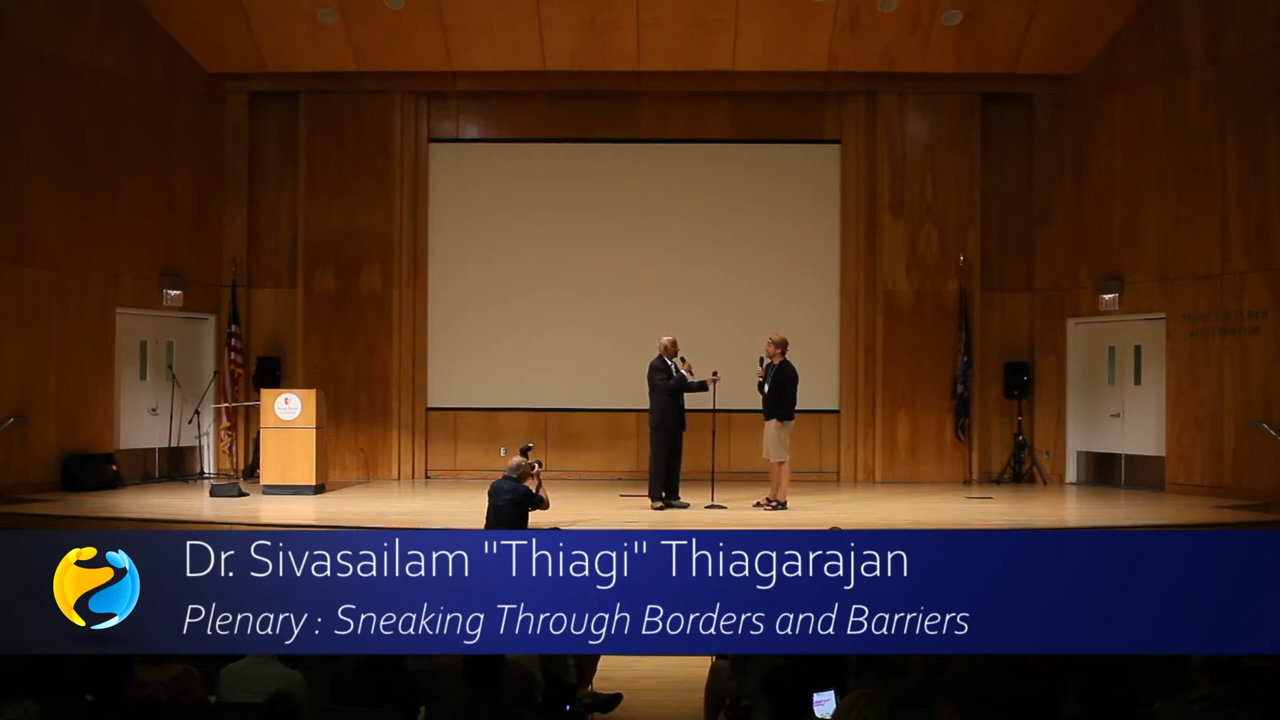 Dr. Sivasailam "Thiagi" Thiagarajan
Plenary : Sneaking Through Borders and Barriers